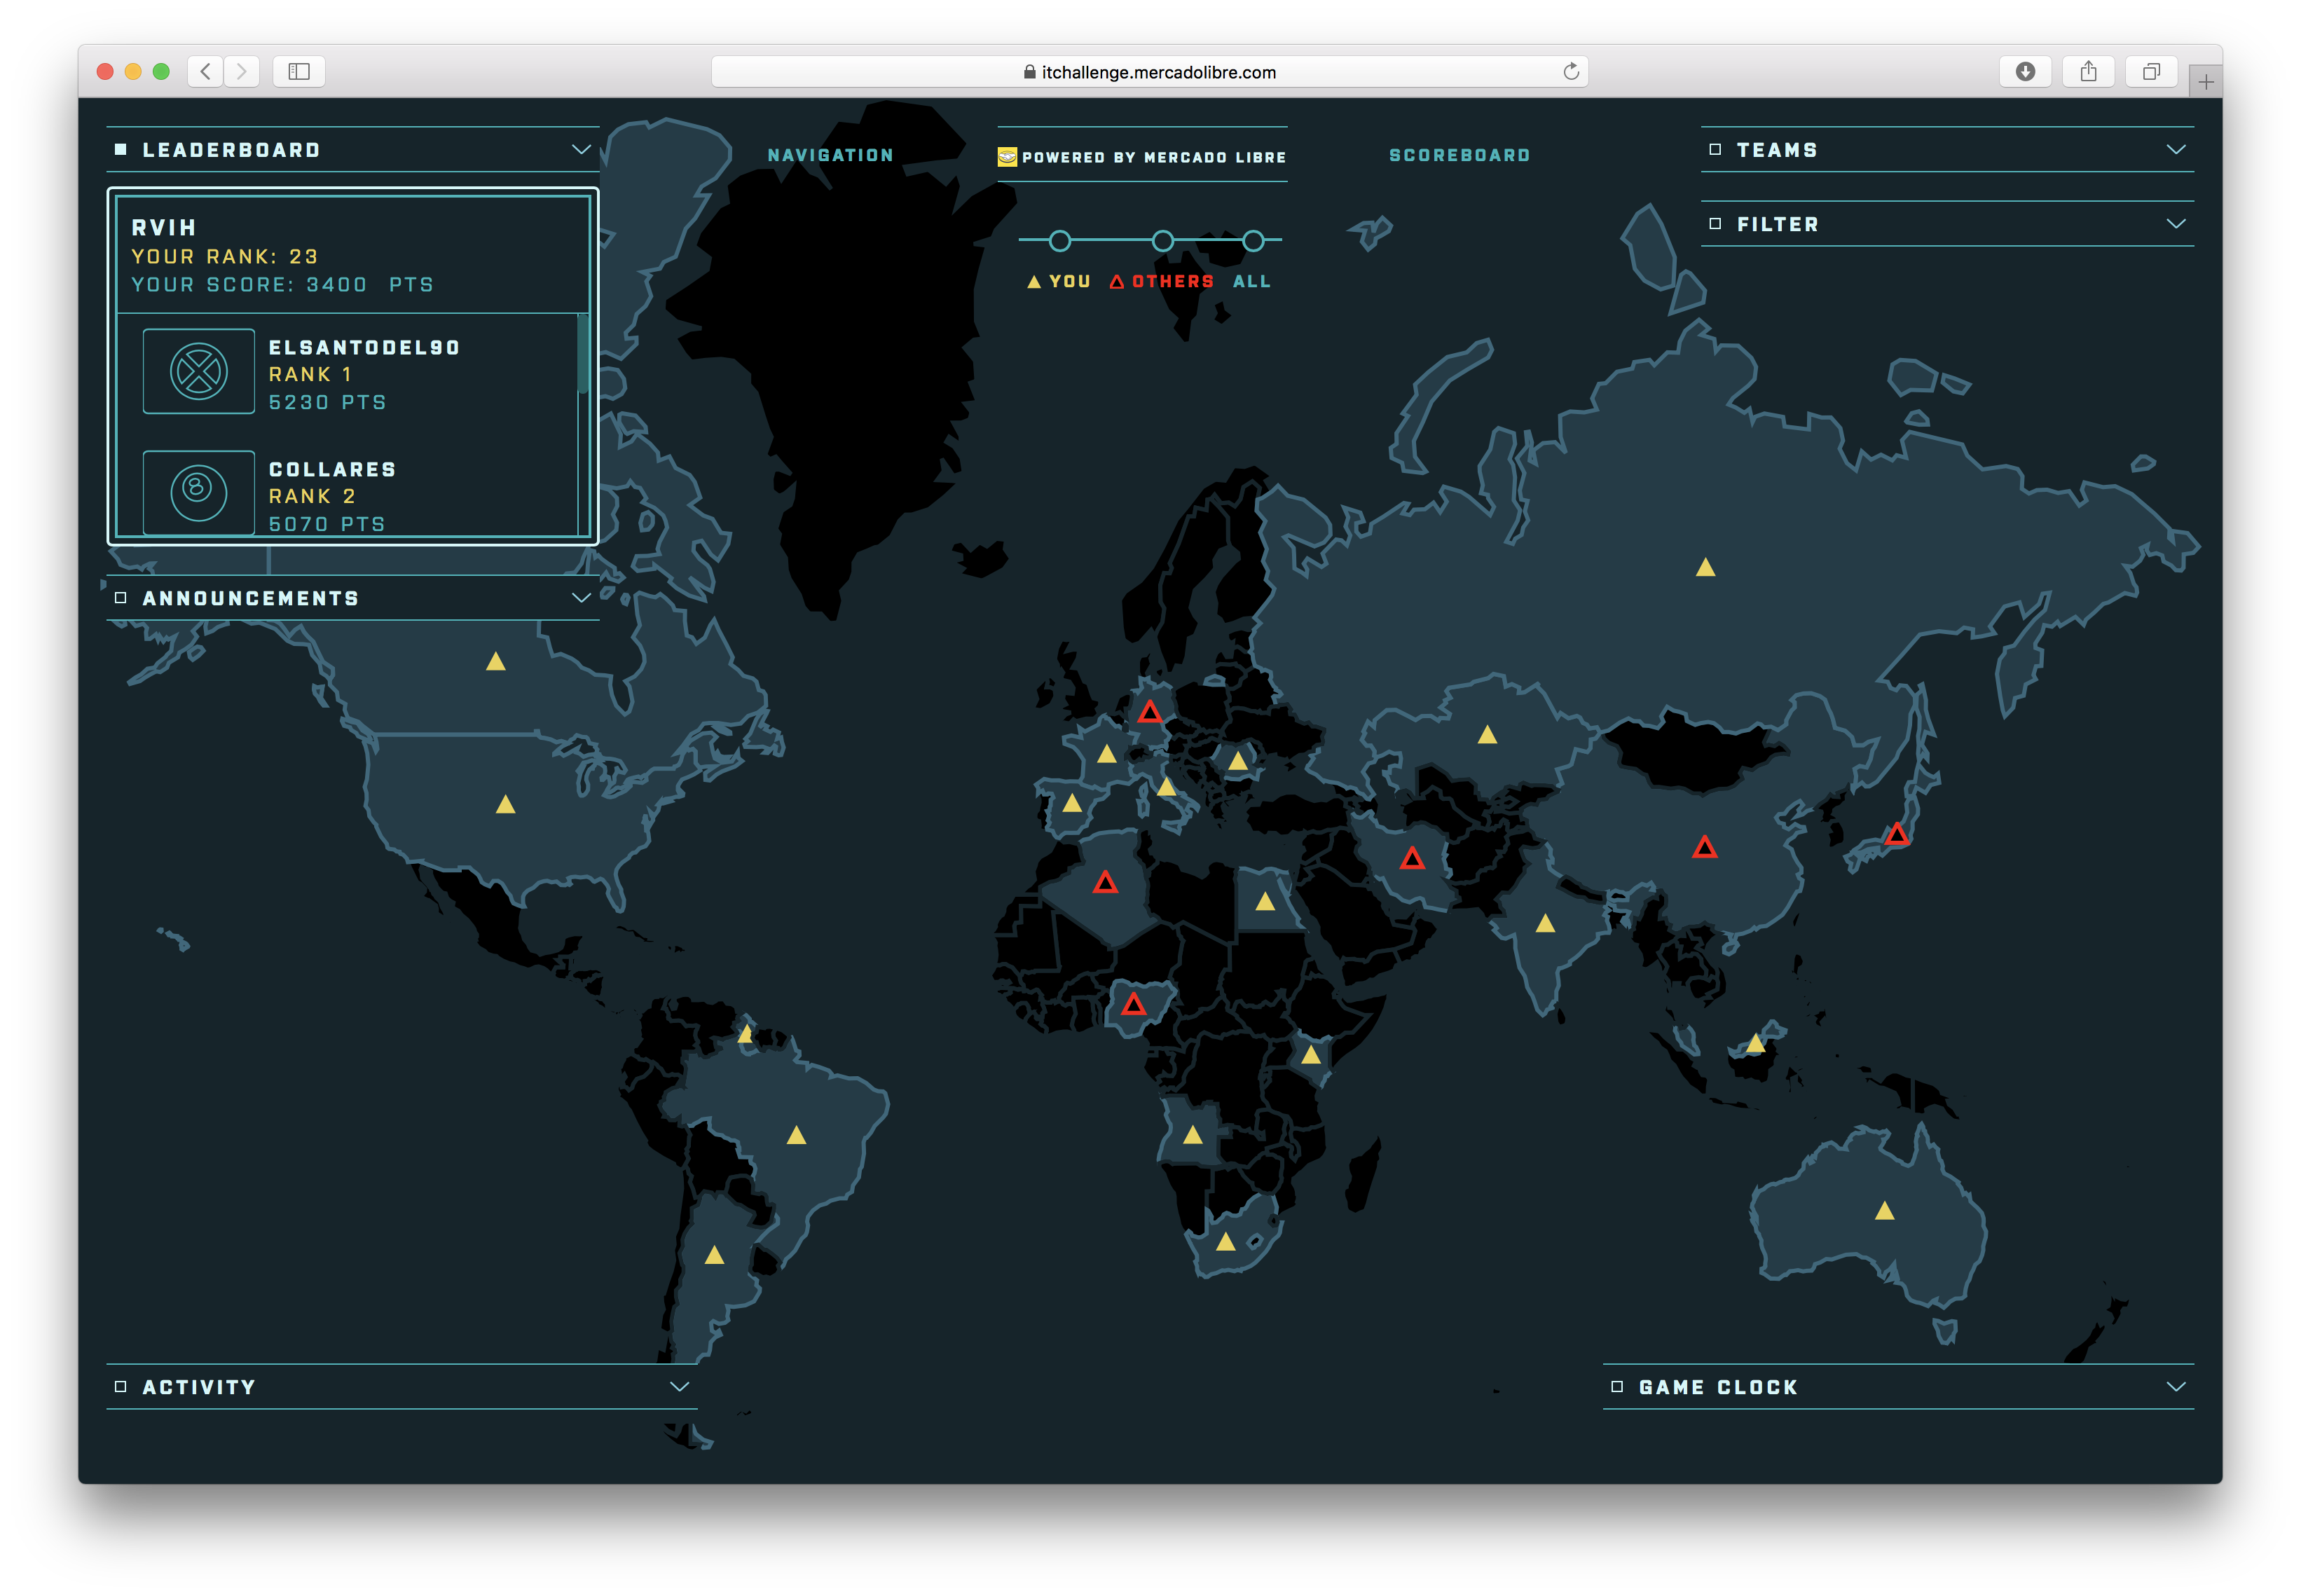 itchallenge.mercadolibre.com
LEADERBOARD
NAVIGATION
POWERED BY MERCADO LIBRE
SCOREBOARD
TEAMS
FILTER
RVIH
YOUR RANK: 23
YOUR SCORE: 3400 PTS
YOU OTHERS ALL
ELSANTODEL90
RANK 1
5230 PTS
8
COLLARES
RANK 2
5070 PTS
ANNOUNCEMENTS
ACTIVITY
GAME CLOCK